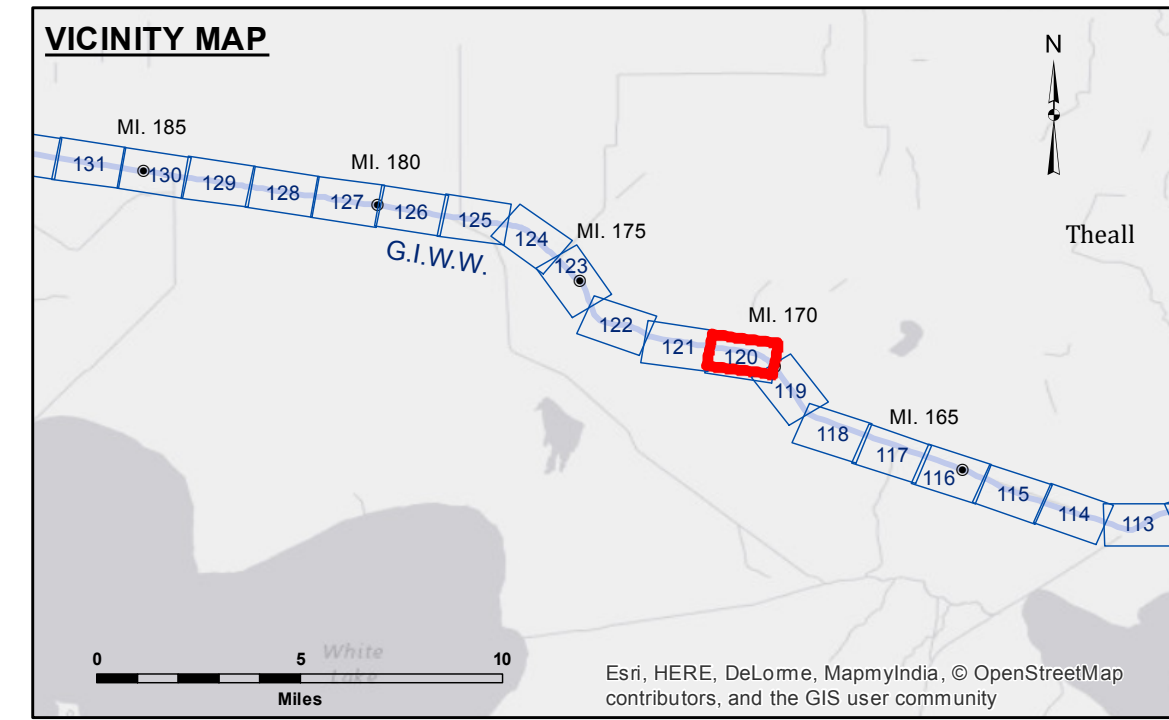 VICINITY MAP
N
MI. 185
MI. 180
131
130
129
128
127
126
125
124
MI. 175
Theall
G.I.W.W.
123
MI. 170
122
121
120
119
MI. 165
118
117
116
115
114
113
White
Lake
0 5 10
Miles
Esri, HERE, DeLorme, MapmyIndia, © OpenStreetMap
contributors, and the GIS user community